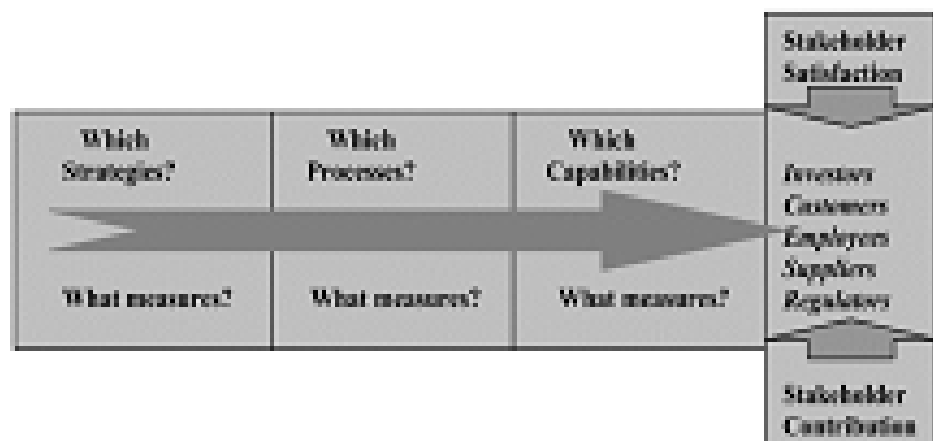 Stakeholder
Satisfaction
Which
Strategies?
Which
Processes?
Which
Capabilities?
Investors
Customers
Employers
Suppliers
Regulators
What measures?
What measures?
What measures?
Stakeholder
Contribution